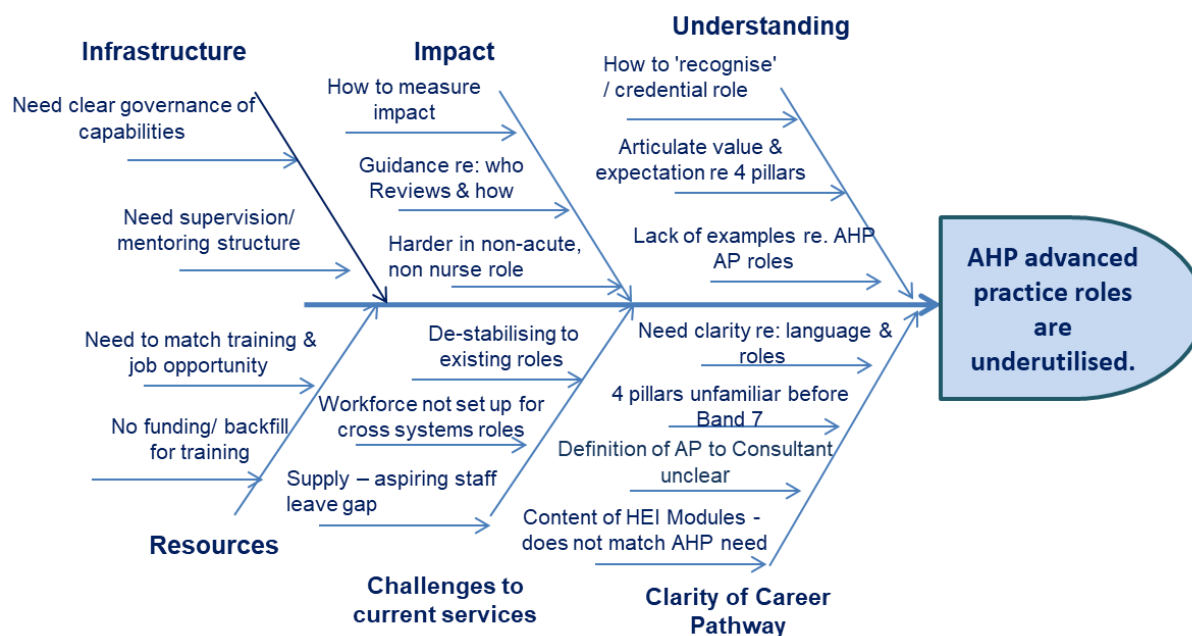 Infrastructure
Need clear governance of
capabilities
Need supervision/
mentoring structure
Impact
How to measure
impact
Guidance re: who
Reviews & how
Harder in non-acute,
non nurse role
Understanding
How to 'recognise'
/ credential role
Articulate value &
expectation re 4 pillars
Lack of examples re. AHP
AP roles
AHP advanced
practice roles
are
underutilised.
Need to match training &
job opportunity
No funding/ backfill
for training
Resources
De-stabilising to
existing roles
Workforce not set up for
cross systems roles
Supply – aspiring staff
leave gap
Challenges to
current services
Need clarity re: language &
roles
4 pillars unfamiliar before
Band 7
Definition of AP to Consultant
unclear
Content of HEI Modules -
does not match AHP need
Clarity of Career
Pathway